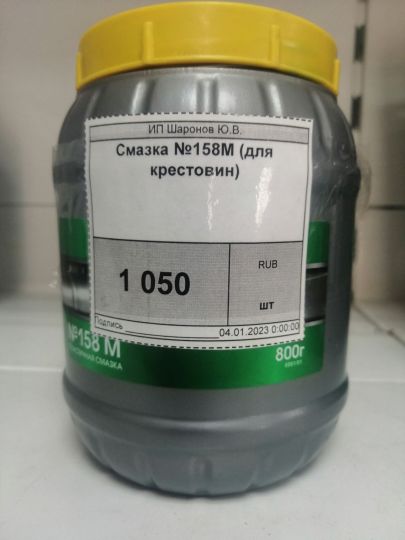 ИП Шаронов Ю.В.
Смазка №158М (для
крестовин)
1 050
RUB
шт
Подпись
04.01.2023 0:00:00
№158 М
СМАЗКА
800г